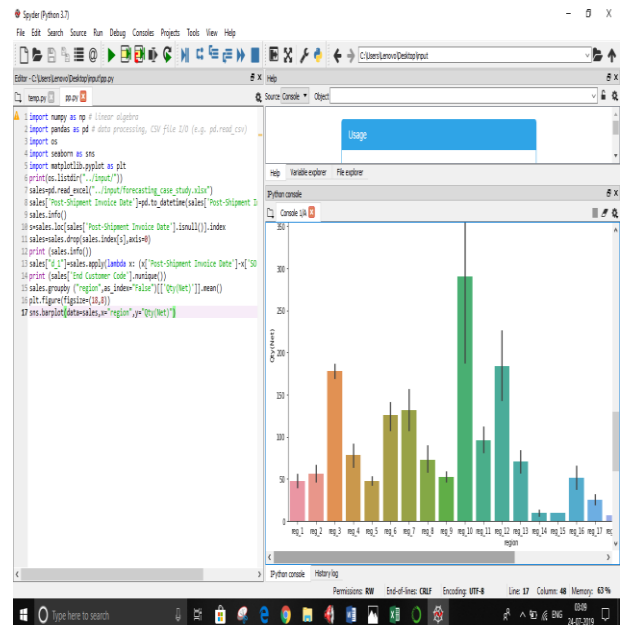 Spyder (Python 3.7)
File Edit Search Source Run Debug Consoles Projects Tools View Help
C:\Users\Lenovo\Desktop\input
Editor - C:\Users\Lenovo\Desktop\input\pp.py
temp.py pp.py
1 import numpy as np # linear algebra
2 import pandas as pd # data processing, CSV file I/O (e.g. pd.read_csv)
3 import os
4 import seaborn as sns
5 import matplotlib.pyplot as plt
6 print(os.listdir("../input/"))
7 sales=pd.read_excel("../input/forecasting_case_study.xlsx")
8 sales['Post-Shipment Invoice Date']=pd.to_datetime(sales['Post-Shipment I
9 sales.info()
10 s=sales.loc[sales['Post-Shipment Invoice Date'].isnull()].index
11 sales=sales.drop(sales.index[s],axis=0)
12 print (sales.info())
13 sales["d_1"]=sales.apply(lambda x: (x['Post-Shipment Invoice Date']-x['SO
14 print (sales["End Customer Code"].nunique())
15 sales.groupby ("region",as_index="False")[['Qty(Net)']].mean()
16 plt.figure(figsize=(18,8))
17 sns.barplot(data=sales,x="region",y="Qty(Net)")
Help
Source Console Object
Usage
Help Variable explorer File explorer
IPython console
Console 1/A
350
300
250
200
150
100
50
0
Qty(Net)
reg_1 reg_2 reg_3 reg_4 reg_5 reg_6 reg_7 reg_8 reg_9 reg_10 reg_11 reg_12 reg_13 reg_14 reg_15 reg_16 reg_17 reg
region
IPython console History log
Permissions: RW End-of-lines: CRLF Encoding: UTF-8 Line: 17 Column: 48 Memory: 63 %
Type here to search
ENG
03:09
24-07-2019